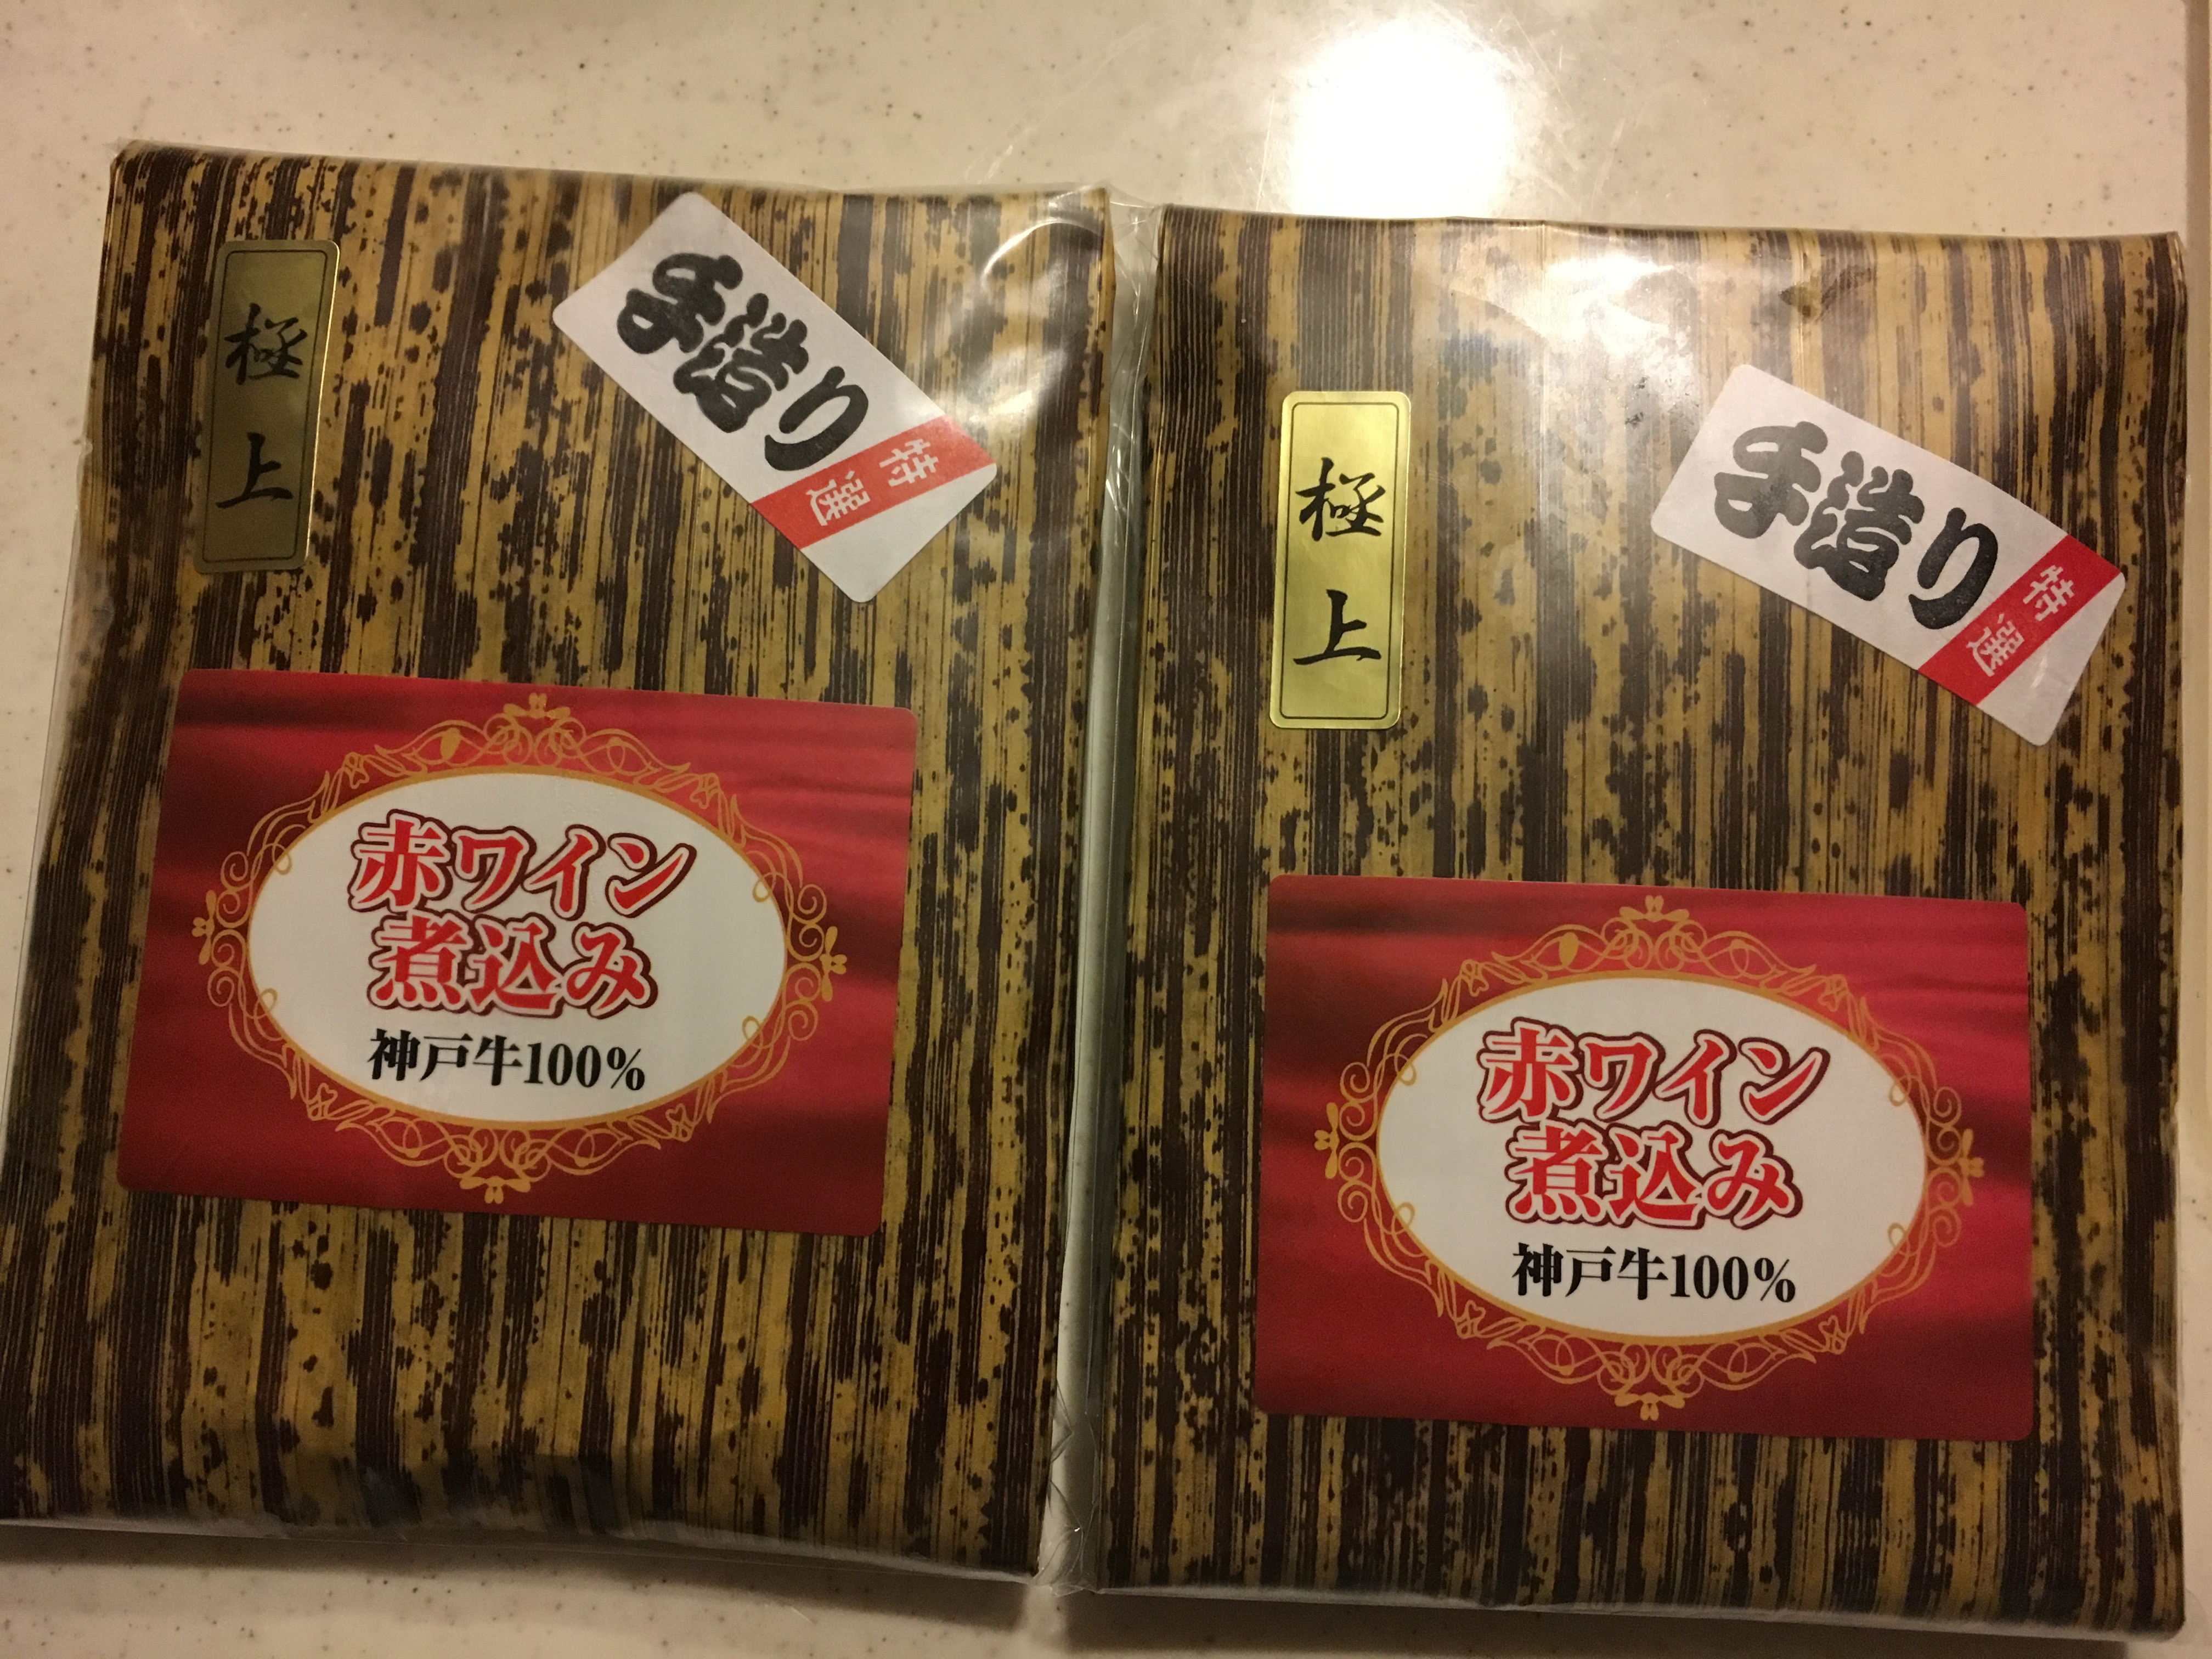 極上
手造り
特選
赤ワイン
煮込み
神戸牛100%
極上
手造り
特選
赤ワイン
煮込み
神戸牛100%